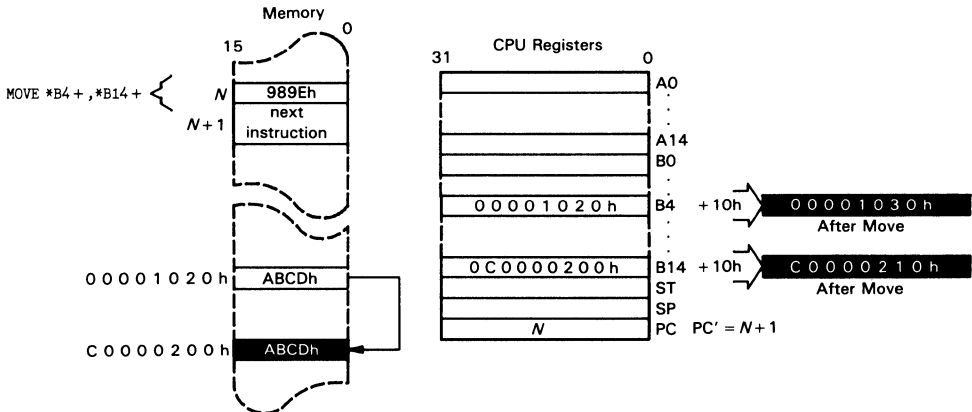 Memory
15
0
MOVE *B4+,*B14+
N
989Eh
N+1
next
instruction
00001020h
ABCDh
C0000200h
ABCDh
CPU Registers
31
0
A0
A14
B0
00001020h
B4
+10h
00001030h
After Move
0C0000200h
B14
+10h
C0000210h
After Move
ST
SP
N
PC
PC' = N+1